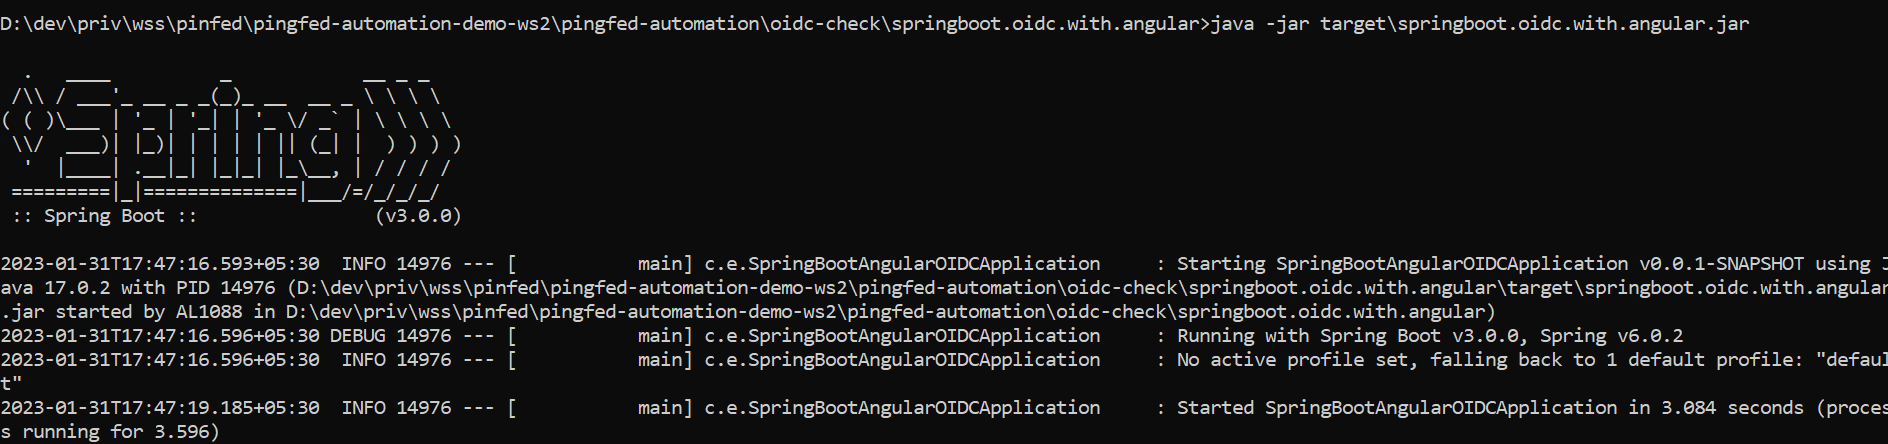 D:\dev\priv\wss\pinfed\pingfed-automation-demo-ws2\pingfed-automation\oidc-check\springboot.oidc.with.angular>java -jar target\springboot.oidc.with.angular.jar
  .   ____          _            __ _ _
 /\\ / ___'_ __ _ _(_)_ __  __ _ \ \ \ \
( ( )\___ | '_ | '_| | '_ \/ _` | \ \ \ \
 \\/  ___)| |_)| | | | | || (_| |  ) ) ) )
  '  |____| .__|_| |_|_| |_\__, | / / / /
 =========|_|==============|___/=/_/_/_/
 :: Spring Boot ::                (v3.0.0)
2023-01-31T17:47:16.593+05:30  INFO 14976 --- [           main] c.e.SpringBootAngularOIDCApplication     : Starting SpringBootAngularOIDCApplication v0.0.1-SNAPSHOT using J
ava 17.0.2 with PID 14976 (D:\dev\priv\wss\pinfed\pingfed-automation-demo-ws2\pingfed-automation\oidc-check\springboot.oidc.with.angular\target\springboot.oidc.with.angular
.jar started by AL1088 in D:\dev\priv\wss\pinfed\pingfed-automation-demo-ws2\pingfed-automation\oidc-check\springboot.oidc.with.angular)
2023-01-31T17:47:16.596+05:30 DEBUG 14976 --- [           main] c.e.SpringBootAngularOIDCApplication     : Running with Spring Boot v3.0.0, Spring v6.0.2
2023-01-31T17:47:16.596+05:30  INFO 14976 --- [           main] c.e.SpringBootAngularOIDCApplication     : No active profile set, falling back to 1 default profile: "defaul
t"
2023-01-31T17:47:19.185+05:30  INFO 14976 --- [           main] c.e.SpringBootAngularOIDCApplication     : Started SpringBootAngularOIDCApplication in 3.084 seconds (proces
s running for 3.596)